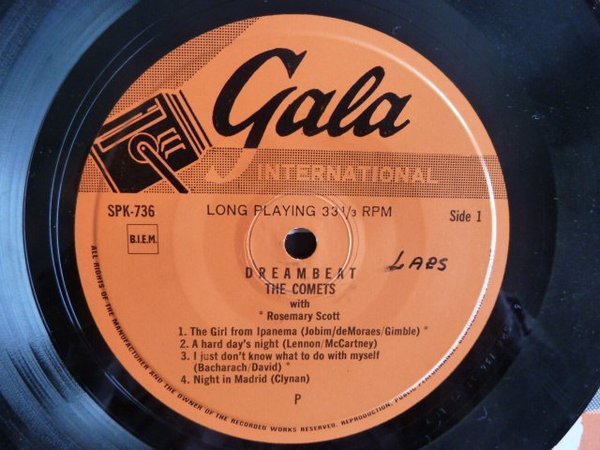 Gala
INTERNATIONAL
SPK-736
LONG PLAYING 33 1/3 RPM
Side 1
B.I.E.M.
DREAMBEAT
THE COMETS
with
* Rosemary Scott
LARS
1. The Girl from Ipanema (Jobim/deMoraes/Gimble) *
2. A hard day's night (Lennon/McCartney)
3. I just don't know what to do with myself
(Bacharach/David) *
4. Night in Madrid (Clynan)
P
ALL RIGHTS OF THE MANUFACTURER AND THE OWNER OF THE RECORDED WORKS RESERVED. REPRODUCTION, PUBLIC PERFORMANCE